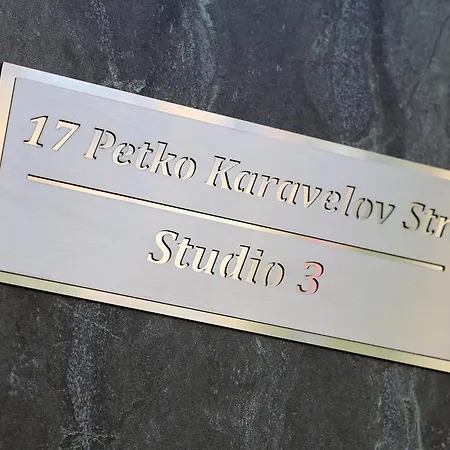 17 Petko Karavelov Str
Studio 3